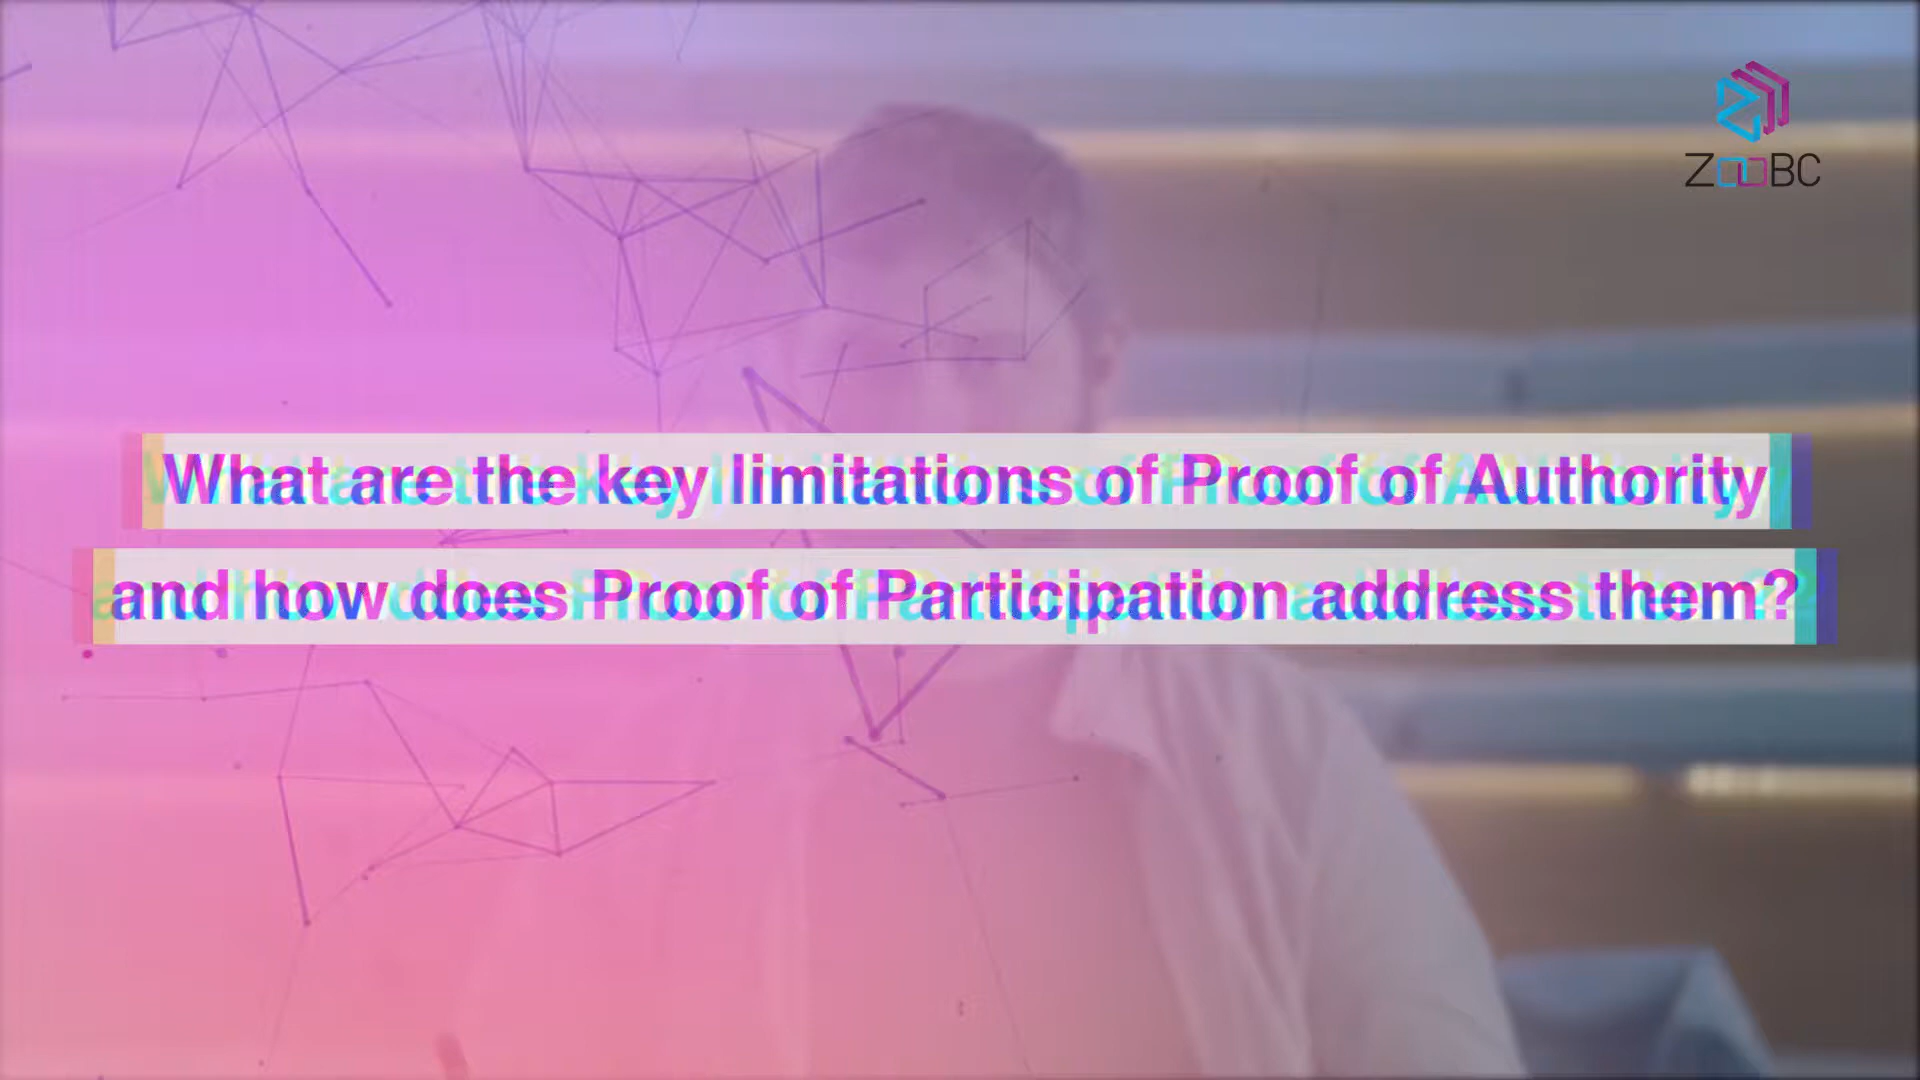 ZOOBC
What are the key limitations of Proof of Authority
and how does Proof of Participation address them?